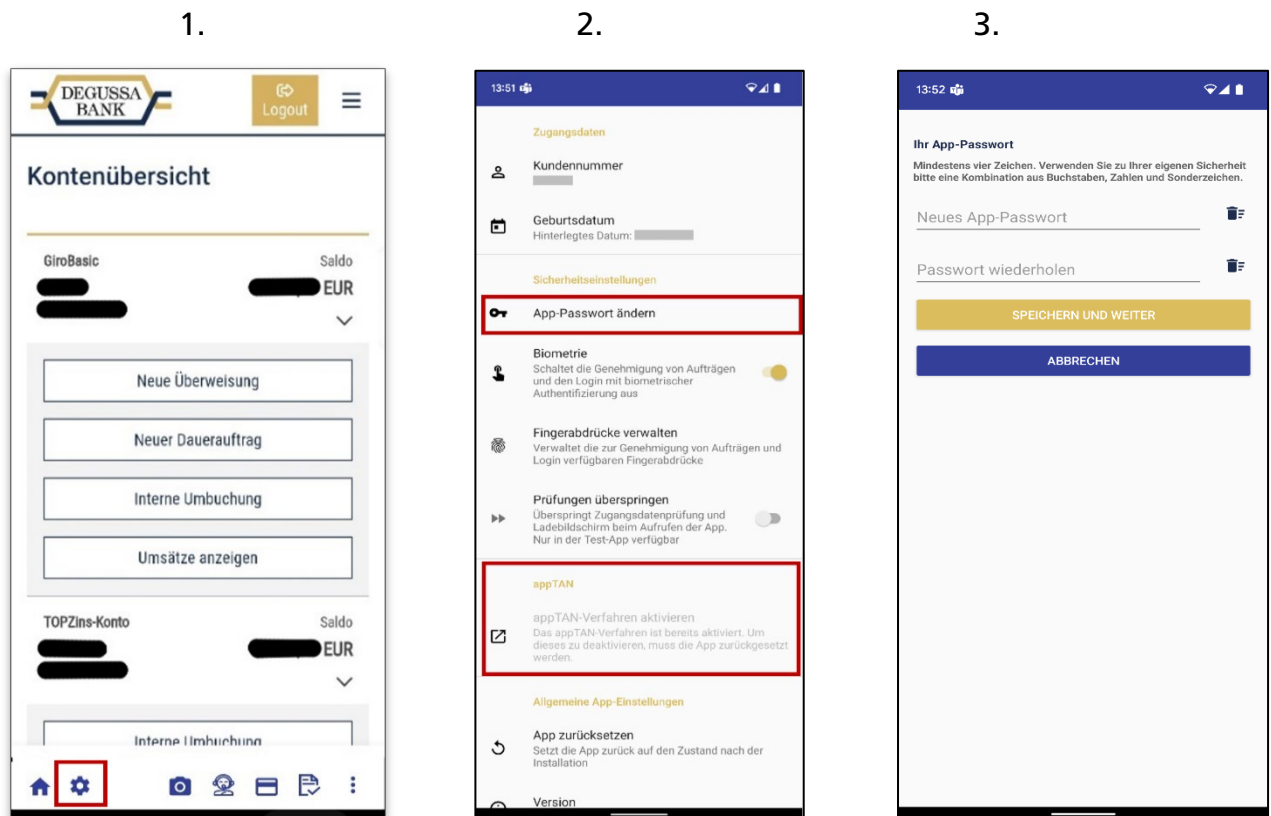 1.
2.
3.
DEGUSSA
BANK
Logout
Kontenübersicht
GiroBasic Saldo
EUR
Neue Überweisung
Neuer Dauerauftrag
Interne Umbuchung
Umsätze anzeigen
TOPZins-Konto Saldo
EUR
Interne Umbuchung
13:51
Zugangsdaten
Kundennummer
Geburtsdatum
Hinterlegtes Datum:
Sicherheitseinstellungen
App-Passwort ändern
Biometrie
Schaltet die Genehmigung von Aufträgen
und den Login mit biometrischer
Authentifizierung aus
Fingerabdrücke verwalten
Verwaltet die zur Genehmigung von Aufträgen und
Login verfügbaren Fingerabdrücke
Prüfungen überspringen
Überspringt Zugangsdatenprüfung und
Ladebildschirm beim Aufrufen der App.
Nur in der Test-App verfügbar
appTAN
appTAN-Verfahren aktivieren
Das appTAN-Verfahren ist bereits aktiviert. Um
dieses zu deaktivieren, muss die App zurückgesetzt
werden.
Allgemeine App-Einstellungen
App zurücksetzen
Setzt die App zurück auf den Zustand nach der
Installation
Version
13:52
Ihr App-Passwort
Mindestens vier Zeichen. Verwenden Sie zu Ihrer eigenen Sicherheit
bitte eine Kombination aus Buchstaben, Zahlen und Sonderzeichen.
Neues App-Passwort
Passwort wiederholen
SPEICHERN UND WEITER
ABBRECHEN